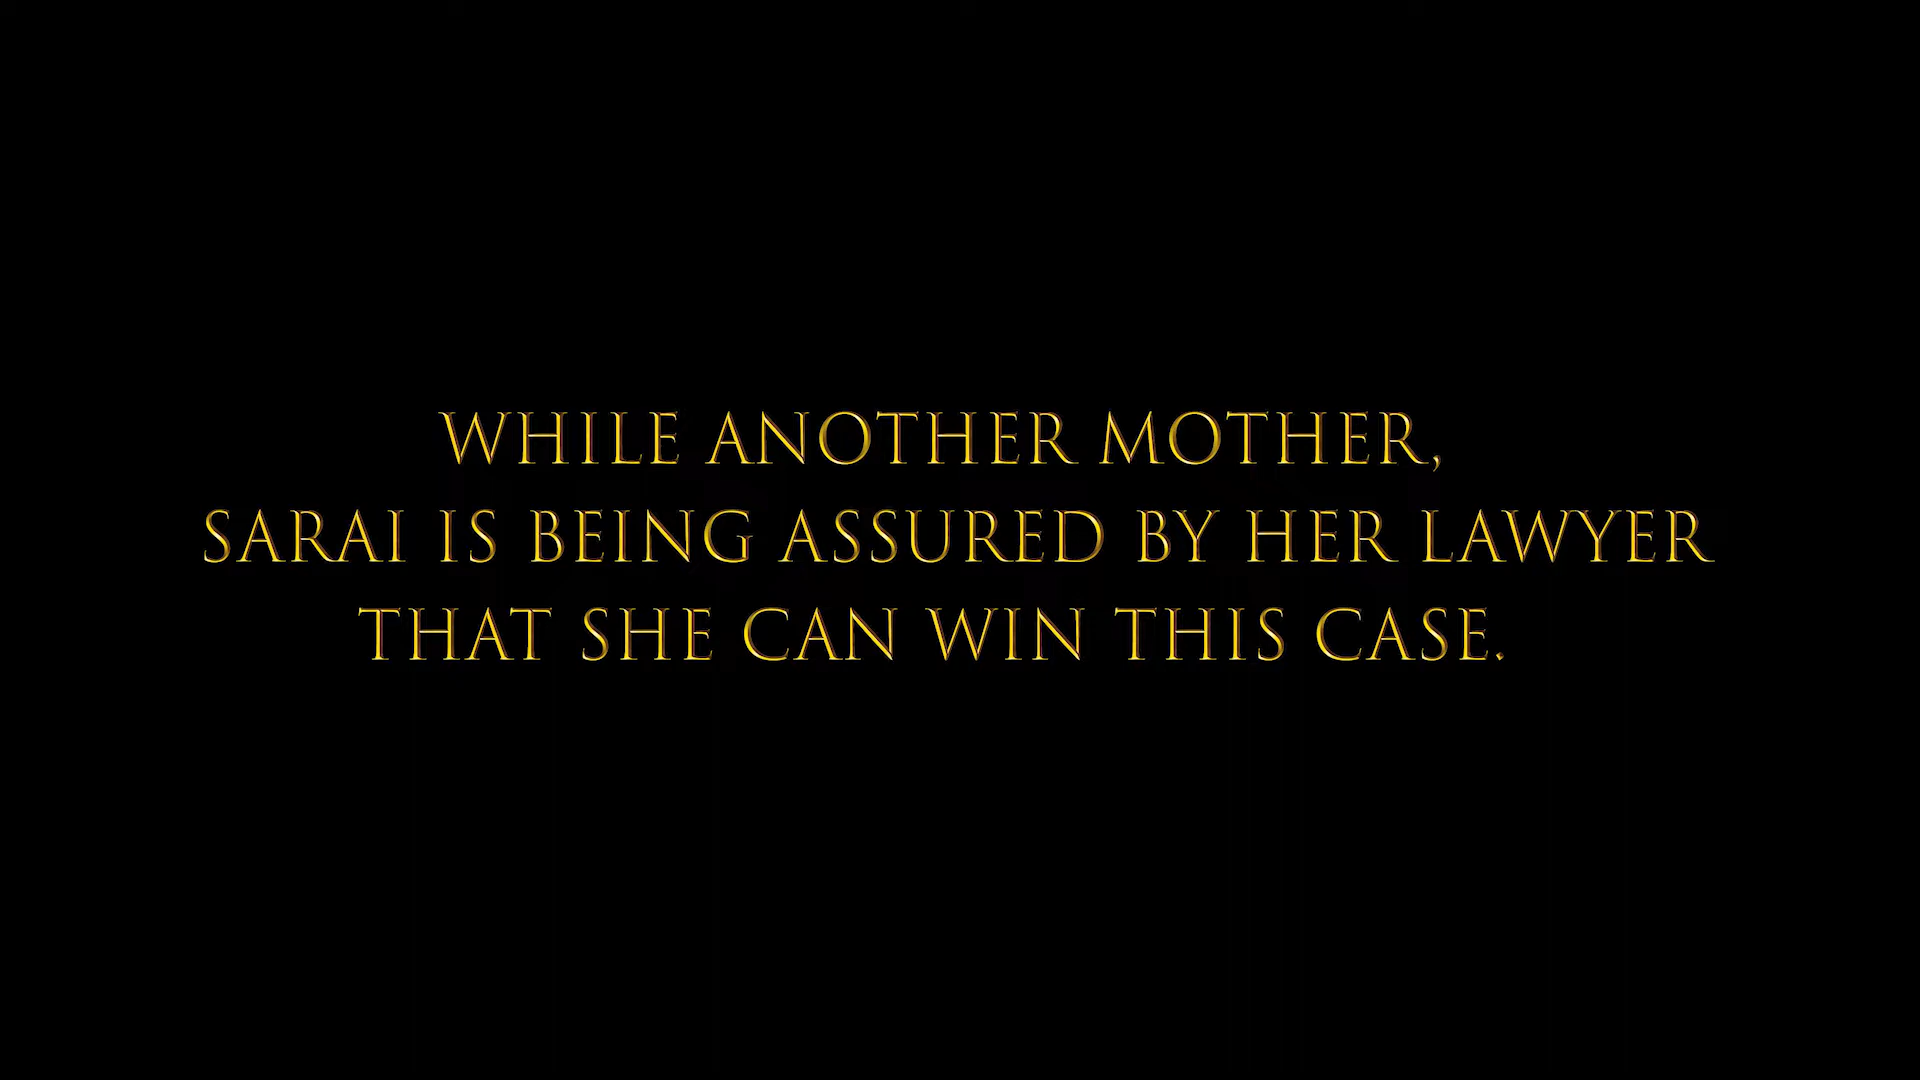 WHILE ANOTHER MOTHER,
SARAI IS BEING ASSURED BY HER LAWYER
THAT SHE CAN WIN THIS CASE.